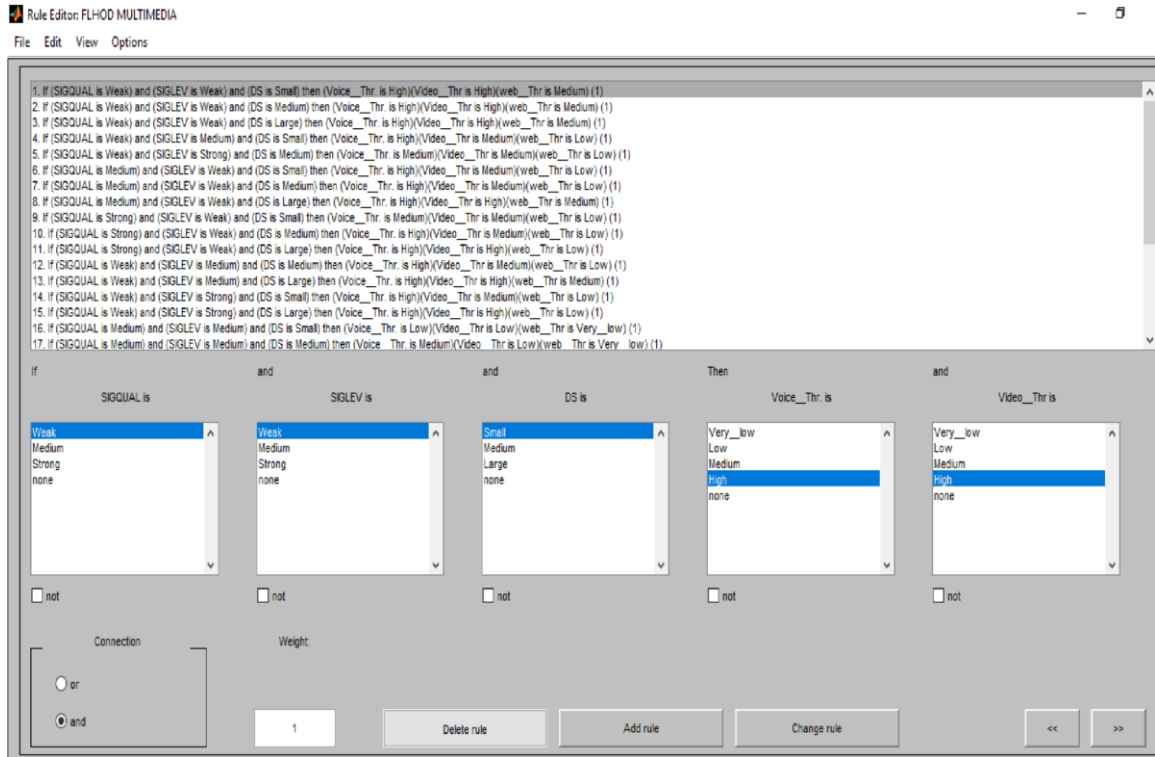 Rule Editor: FLHOD MULTIMEDIA
File Edit View Options
1. If (SIGQUAL is Weak) and (SIGLEV is Weak) and (DS is Small) then (Voice__Thr. is High)(Video__Thr is High)(web__Thr is Medium) (1)
2. If (SIGQUAL is Weak) and (SIGLEV is Weak) and (DS is Medium) then (Voice__Thr. is High)(Video__Thr is High)(web__Thr is Medium) (1)
3. If (SIGQUAL is Weak) and (SIGLEV is Weak) and (DS is Large) then (Voice__Thr. is High)(Video__Thr is High)(web__Thr is Medium) (1)
4. If (SIGQUAL is Weak) and (SIGLEV is Medium) and (DS is Small) then (Voice__Thr. is High)(Video__Thr is Medium)(web__Thr is Low) (1)
5. If (SIGQUAL is Weak) and (SIGLEV is Strong) and (DS is Medium) then (Voice__Thr. is Medium)(Video__Thr is Medium)(web__Thr is Low) (1)
6. If (SIGQUAL is Medium) and (SIGLEV is Weak) and (DS is Small) then (Voice__Thr. is High)(Video__Thr is Medium)(web__Thr is Low) (1)
7. If (SIGQUAL is Medium) and (SIGLEV is Weak) and (DS is Medium) then (Voice__Thr. is High)(Video__Thr is Medium)(web__Thr is Low) (1)
8. If (SIGQUAL is Medium) and (SIGLEV is Weak) and (DS is Large) then (Voice__Thr. is High)(Video__Thr is High)(web__Thr is Medium) (1)
9. If (SIGQUAL is Strong) and (SIGLEV is Weak) and (DS is Small) then (Voice__Thr. is Medium)(Video__Thr is Medium)(web__Thr is Low) (1)
10. If (SIGQUAL is Strong) and (SIGLEV is Weak) and (DS is Medium) then (Voice__Thr. is High)(Video__Thr is Medium)(web__Thr is Low) (1)
11. If (SIGQUAL is Strong) and (SIGLEV is Weak) and (DS is Large) then (Voice__Thr. is High)(Video__Thr is High)(web__Thr is Low) (1)
12. If (SIGQUAL is Weak) and (SIGLEV is Medium) and (DS is Medium) then (Voice__Thr. is High)(Video__Thr is Medium)(web__Thr is Low) (1)
13. If (SIGQUAL is Weak) and (SIGLEV is Medium) and (DS is Large) then (Voice__Thr. is High)(Video__Thr is High)(web__Thr is Medium) (1)
14. If (SIGQUAL is Weak) and (SIGLEV is Strong) and (DS is Small) then (Voice__Thr. is High)(Video__Thr is Medium)(web__Thr is Low) (1)
15. If (SIGQUAL is Weak) and (SIGLEV is Strong) and (DS is Large) then (Voice__Thr. is High)(Video__Thr is High)(web__Thr is Low) (1)
16. If (SIGQUAL is Medium) and (SIGLEV is Medium) and (DS is Small) then (Voice__Thr. is Low)(Video__Thr is Low)(web__Thr is Very__low) (1)
17. If (SIGQUAL is Medium) and (SIGLEV is Medium) and (DS is Medium) then (Voice__Thr. is Medium)(Video__Thr is Low)(web__Thr is Very__low) (1)
If and and Then and
SIGQUAL is SIGLEV is DS is Voice__Thr. is Video__Thr is
Weak Weak Small Very__low Very__low
Medium Medium Medium Low Low
Strong Strong Large Medium Medium
none none none High High
none none
not not not not not
Connection Weight:
or
and 1 Delete rule Add rule Change rule << >>